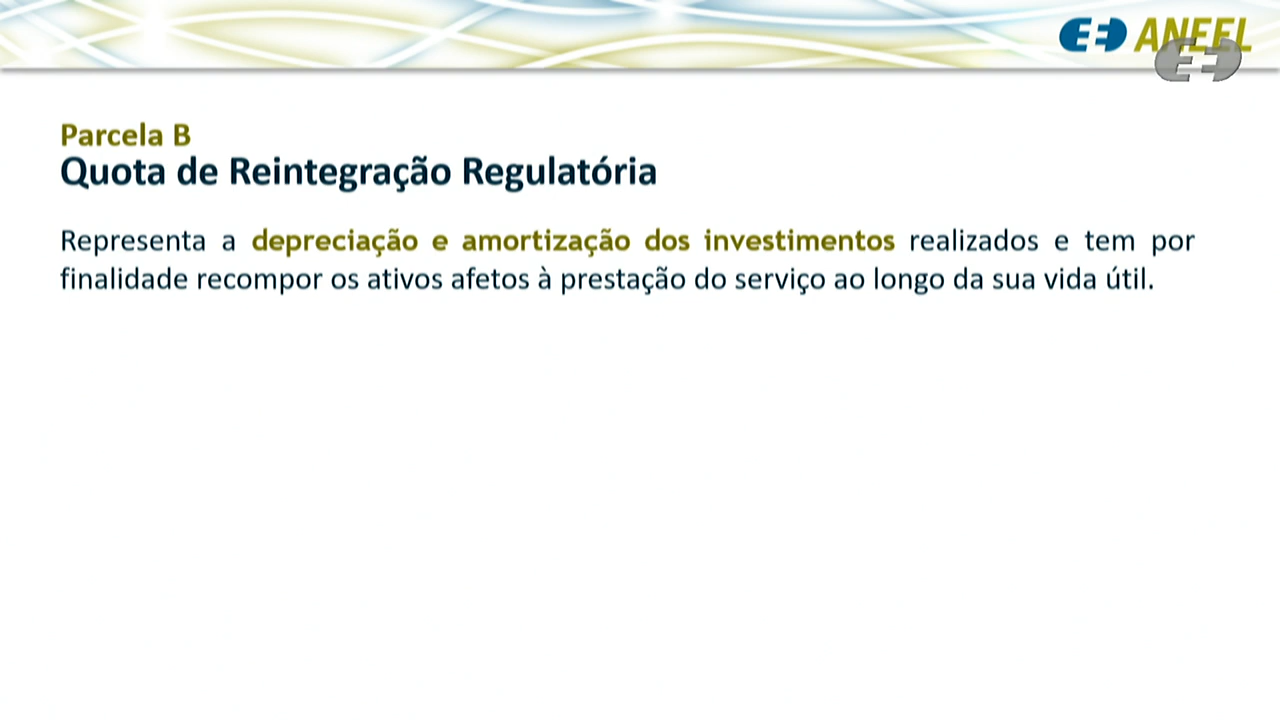 ANEEL
Parcela B
Quota de Reintegração Regulatória
Representa a depreciação e amortização dos investimentos realizados e tem por
finalidade recompor os ativos afetos à prestação do serviço ao longo da sua vida útil.